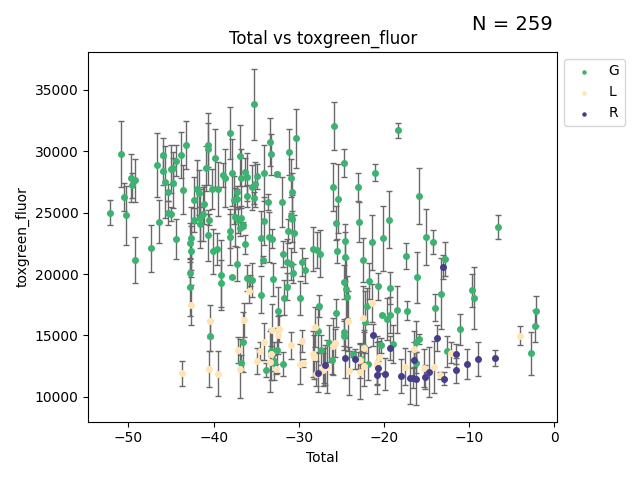 N = 259
Total vs toxgreen_fluor
G
L
R
toxgreen_fluor
35000
30000
25000
20000
15000
10000
−50 −40 −30 −20 −10 0
Total